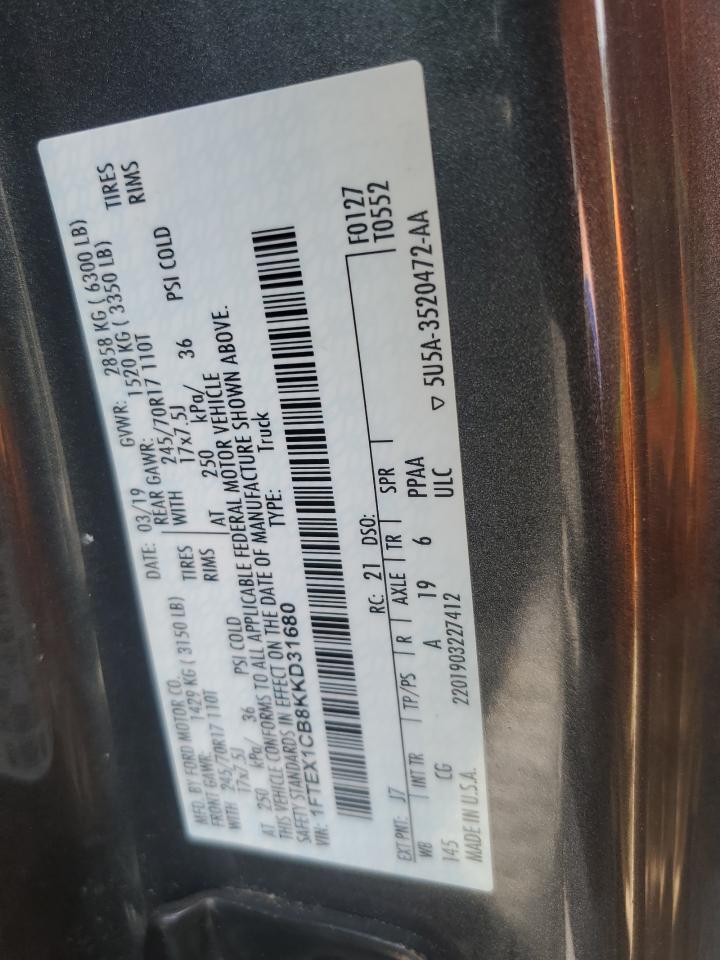 MFD. BY FORD MOTOR CO.
DATE: 03/19 GVWR: 2858 KG ( 6300 LB)
FRONT GAWR: 1429 KG ( 3150 LB) REAR GAWR: 1520 KG ( 3350 LB)
WITH 245/70R17 110T TIRES WITH 245/70R17 110T TIRES
17x7.5J RIMS 17x7.5J RIMS
AT 250 kPa/ 36 PSI COLD AT 250 kPa/ 36 PSI COLD
THIS VEHICLE CONFORMS TO ALL APPLICABLE FEDERAL MOTOR VEHICLE
SAFETY STANDARDS IN EFFECT ON THE DATE OF MANUFACTURE SHOWN ABOVE.
VIN: 1FTEX1CB8KKD31680 TYPE: Truck
F0127
EXT PNT: J7 RC: 21 DSO: T0552
WB INT TR TP/PS R AXLE TR SPR
145 CG A 19 6 PPAA
ULC
MADE IN U.S.A. 2201903227412 ▽ 5U5A-3520472-AA